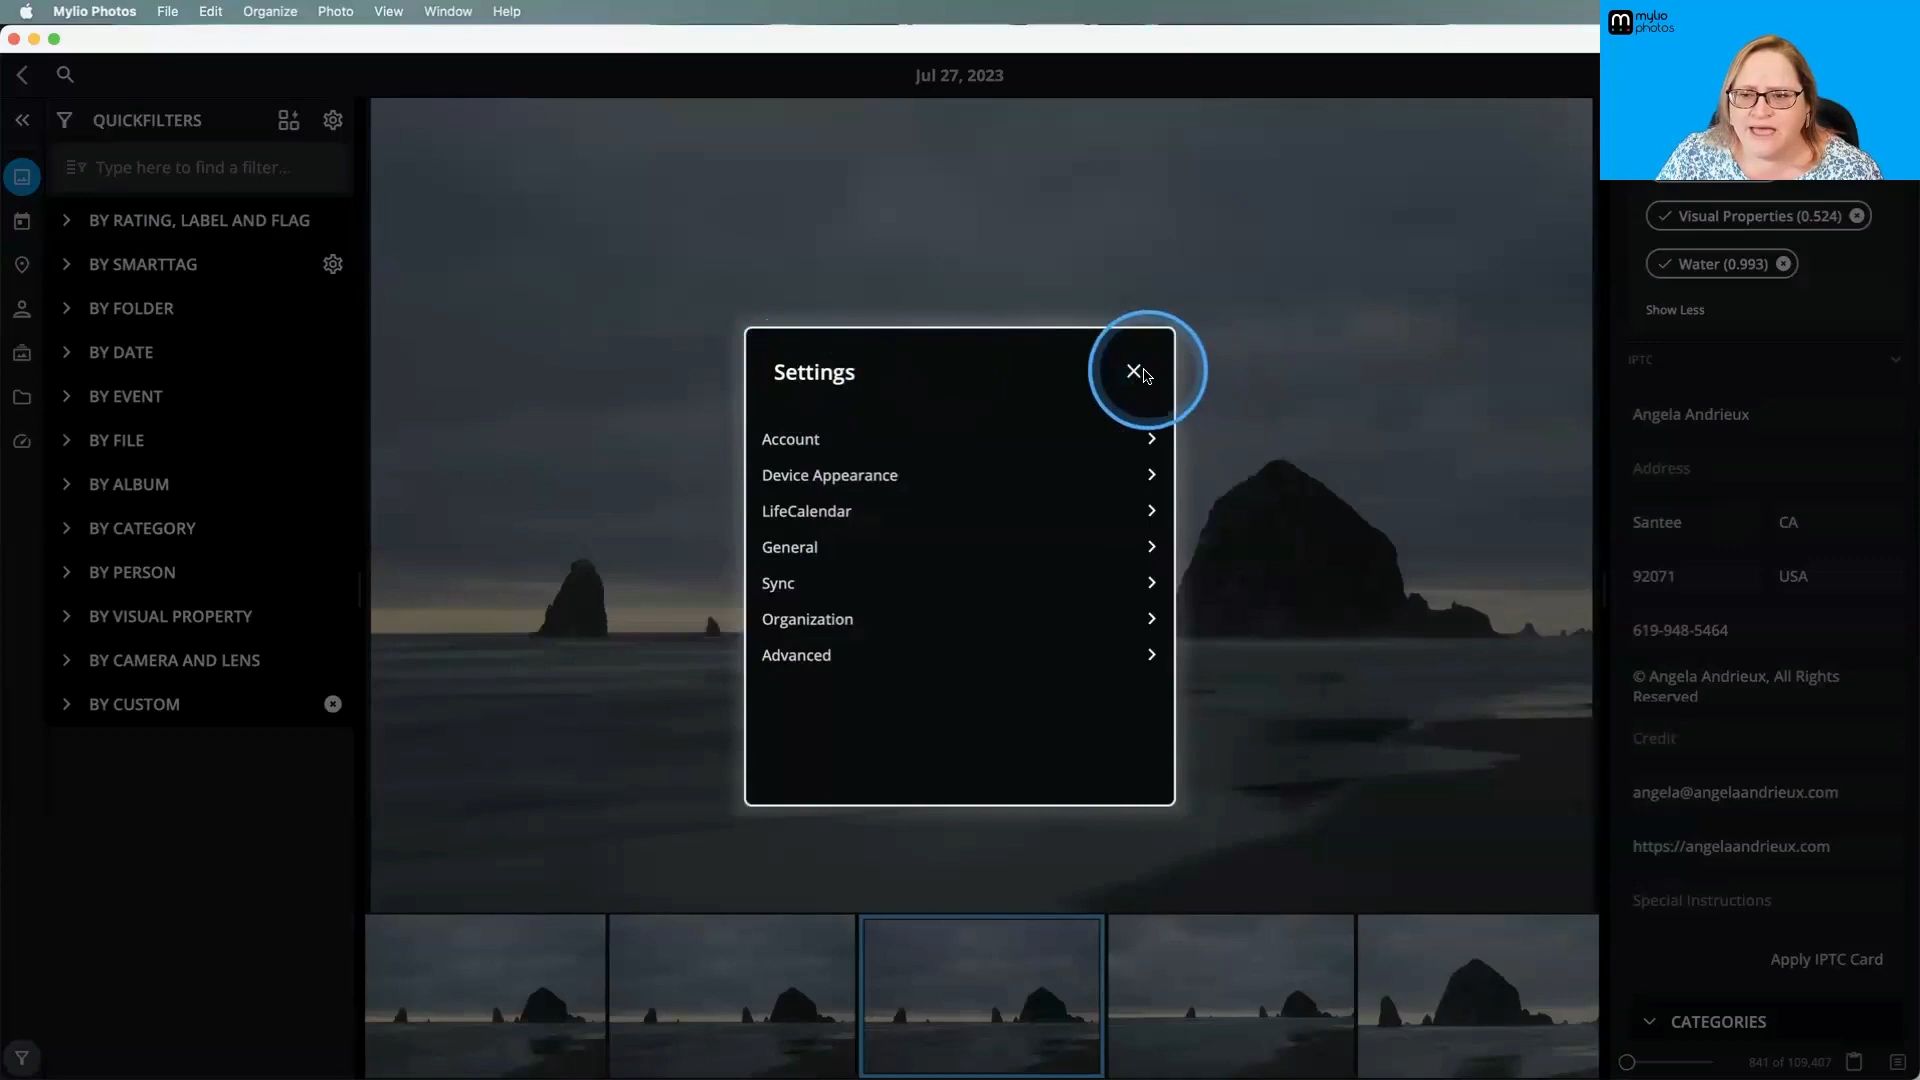 Mylio Photos File Edit Organize Photo View Window Help
mylio
photos
Jul 27, 2023
QUICKFILTERS
Type here to find a filter...
BY RATING, LABEL AND FLAG
BY SMARTTAG
BY FOLDER
BY DATE
BY EVENT
BY FILE
BY ALBUM
BY CATEGORY
BY PERSON
BY VISUAL PROPERTY
BY CAMERA AND LENS
BY CUSTOM
Settings
Account
Device Appearance
LifeCalendar
General
Sync
Organization
Advanced
Visual Properties (0.524)
Water (0.993)
Show Less
IPTC
Angela Andrieux
Address
Santee CA
92071 USA
619-948-5464
© Angela Andrieux, All Rights
Reserved
Credit
angela@angelaandrieux.com
https://angelaandrieux.com
Special Instructions
Apply IPTC Card
CATEGORIES
841 of 109,407